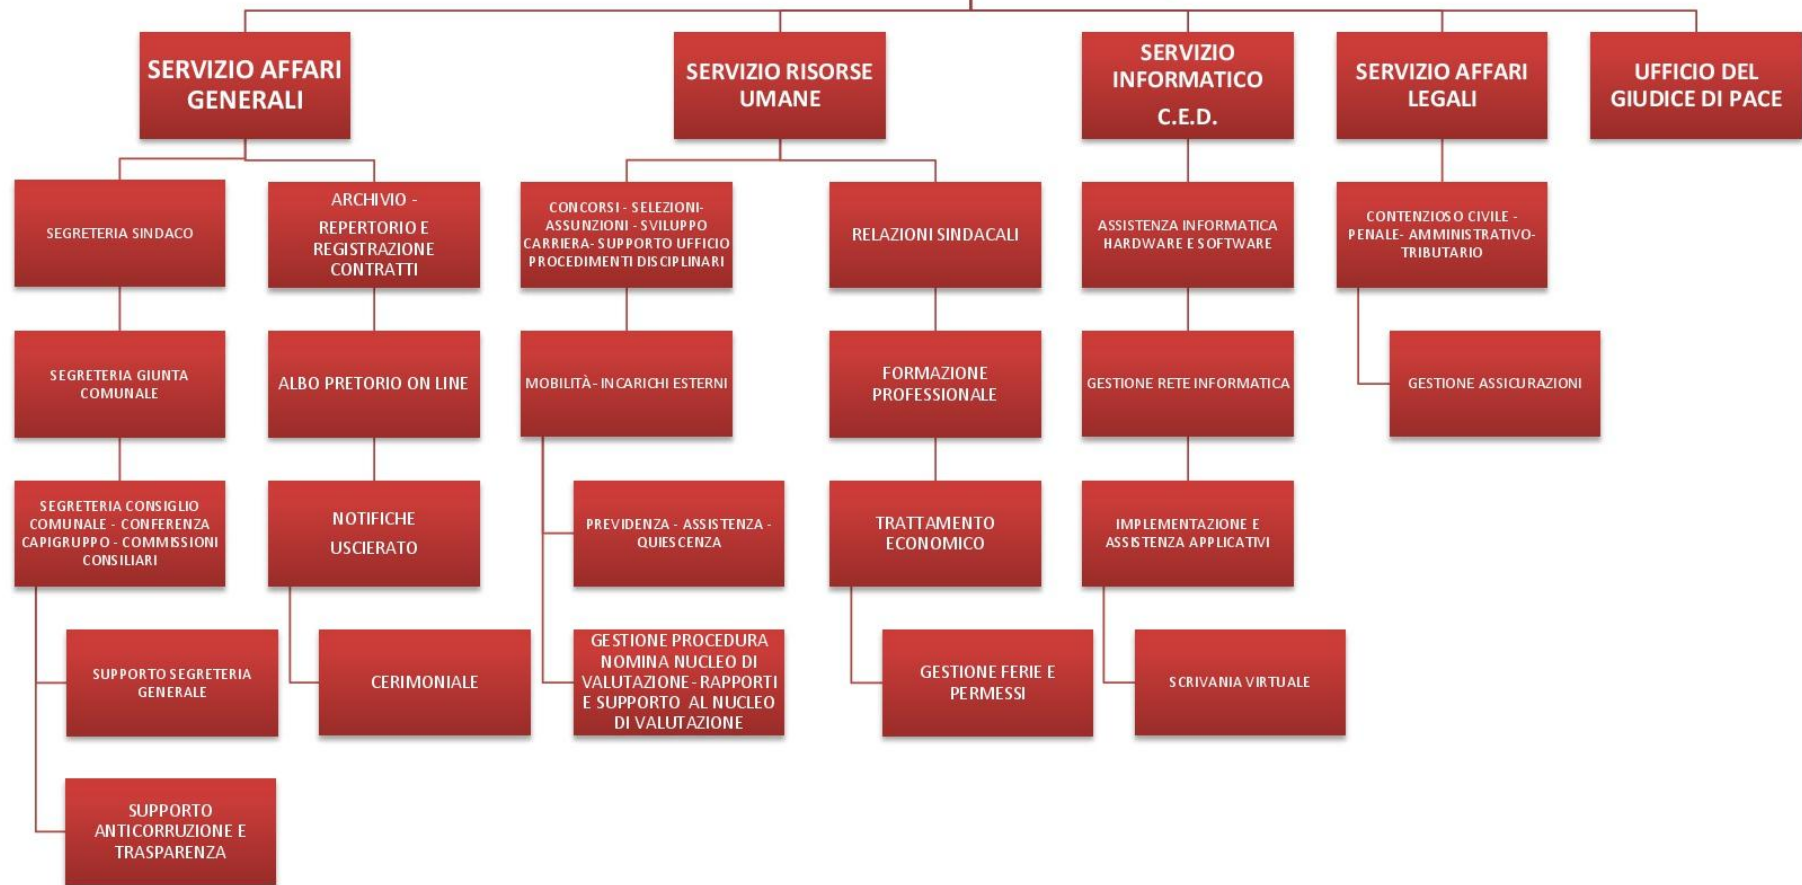 SERVIZIO AFFARI
GENERALI
SERVIZIO RISORSE
UMANE
SERVIZIO
INFORMATICO
C.E.D.
SERVIZIO AFFARI
LEGALI
UFFICIO DEL
GIUDICE DI PACE
SEGRETERIA SINDACO
ARCHIVIO -
REPERTORIO E
REGISTRAZIONE
CONTRATTI
CONCORSI - SELEZIONI-
ASSUNZIONI - SVILUPPO
CARRIERA- SUPPORTO UFFICIO
PROCEDIMENTI DISCIPLINARI
RELAZIONI SINDACALI
ASSISTENZA INFORMATICA
HARDWARE E SOFTWARE
CONTENZIOSO CIVILE -
PENALE- AMMINISTRATIVO-
TRIBUTARIO
SEGRETERIA GIUNTA
COMUNALE
ALBO PRETORIO ON LINE
MOBILITÀ- INCARICHI ESTERNI
FORMAZIONE
PROFESSIONALE
GESTIONE RETE INFORMATICA
GESTIONE ASSICURAZIONI
SEGRETERIA CONSIGLIO
COMUNALE - CONFERENZA
CAPIGRUPPO - COMMISSIONI
CONSILIARI
NOTIFICHE
USCIERATO
PREVIDENZA - ASSISTENZA -
QUIESCENZA
TRATTAMENTO
ECONOMICO
IMPLEMENTAZIONE E
ASSISTENZA APPLICATIVI
SUPPORTO SEGRETERIA
GENERALE
CERIMONIALE
GESTIONE PROCEDURA
NOMINA NUCLEO DI
VALUTAZIONE- RAPPORTI
E SUPPORTO AL NUCLEO
DI VALUTAZIONE
GESTIONE FERIE E
PERMESSI
SCRIVANIA VIRTUALE
SUPPORTO
ANTICORRUZIONE E
TRASPARENZA